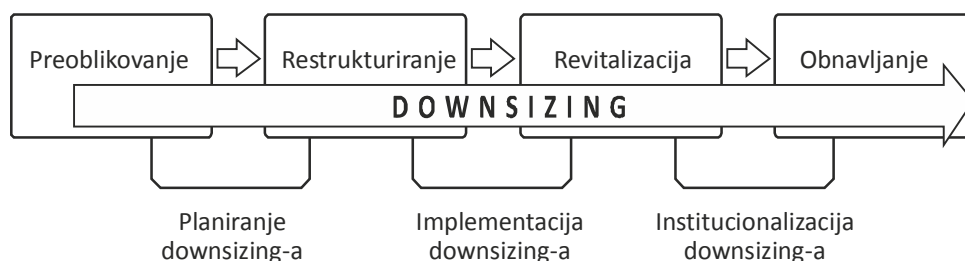 Preoblikovanje
Restrukturiranje
Revitalizacija
Obnavljanje
DOWNSIZING
Planiranje
downsizing-a
Implementacija
downsizing-a
Institucionalizacija
downsizing-a